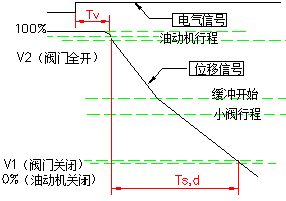 Tv
电气信号
100%
油动机行程
V2（阀门全开）
位移信号
缓冲开始
小阀行程
V1（阀门关闭）
0%（油动机关闭）
Ts,d